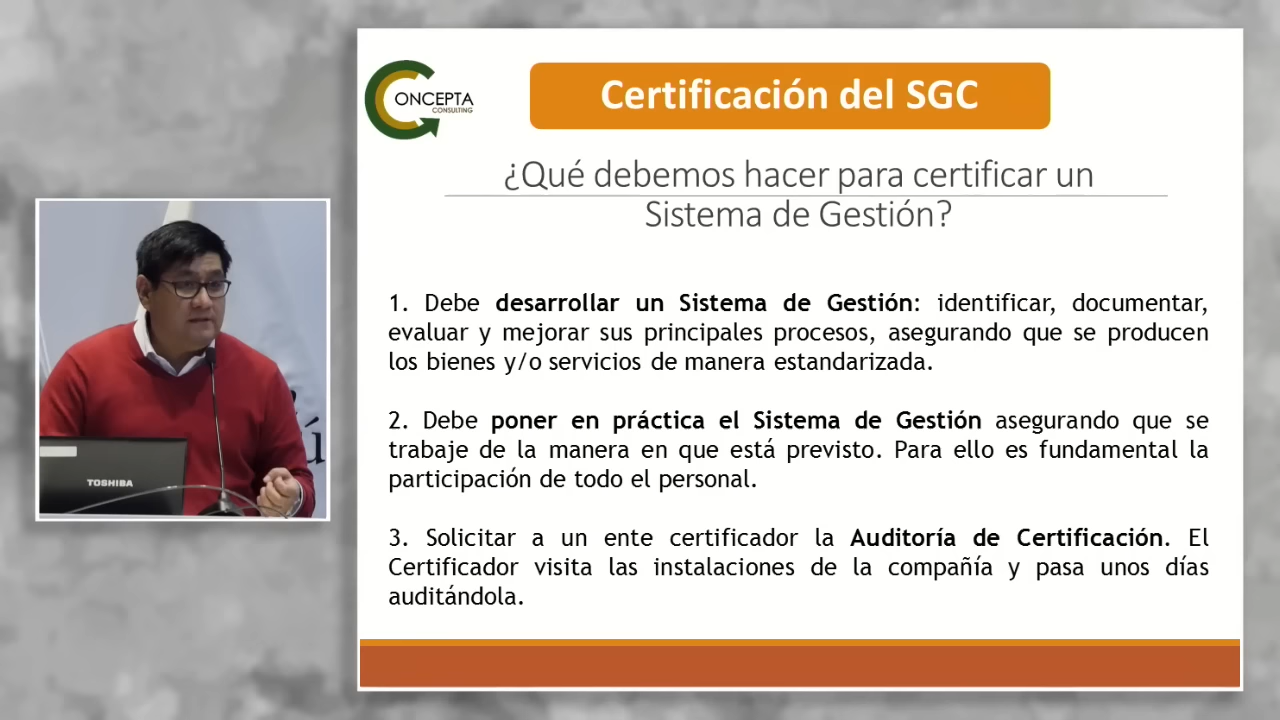 ONCEPTA
CONSULTING
Certificación del SGC
¿Qué debemos hacer para certificar un
Sistema de Gestión?
1. Debe desarrollar un Sistema de Gestión: identificar, documentar,
evaluar y mejorar sus principales procesos, asegurando que se producen
los bienes y/o servicios de manera estandarizada.
2. Debe poner en práctica el Sistema de Gestión asegurando que se
trabaje de la manera en que está previsto. Para ello es fundamental la
participación de todo el personal.
3. Solicitar a un ente certificador la Auditoría de Certificación. El
Certificador visita las instalaciones de la compañía y pasa unos días
auditándola.
TOSHIBA